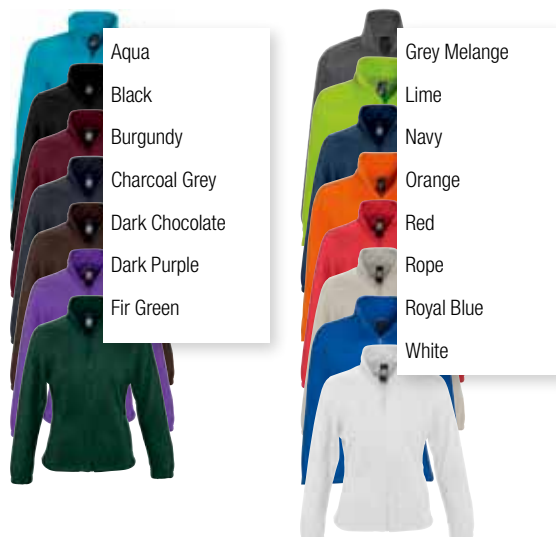 Aqua
Black
Burgundy
Charcoal Grey
Dark Chocolate
Dark Purple
Fir Green
Grey Melange
Lime
Navy
Orange
Red
Rope
Royal Blue
White